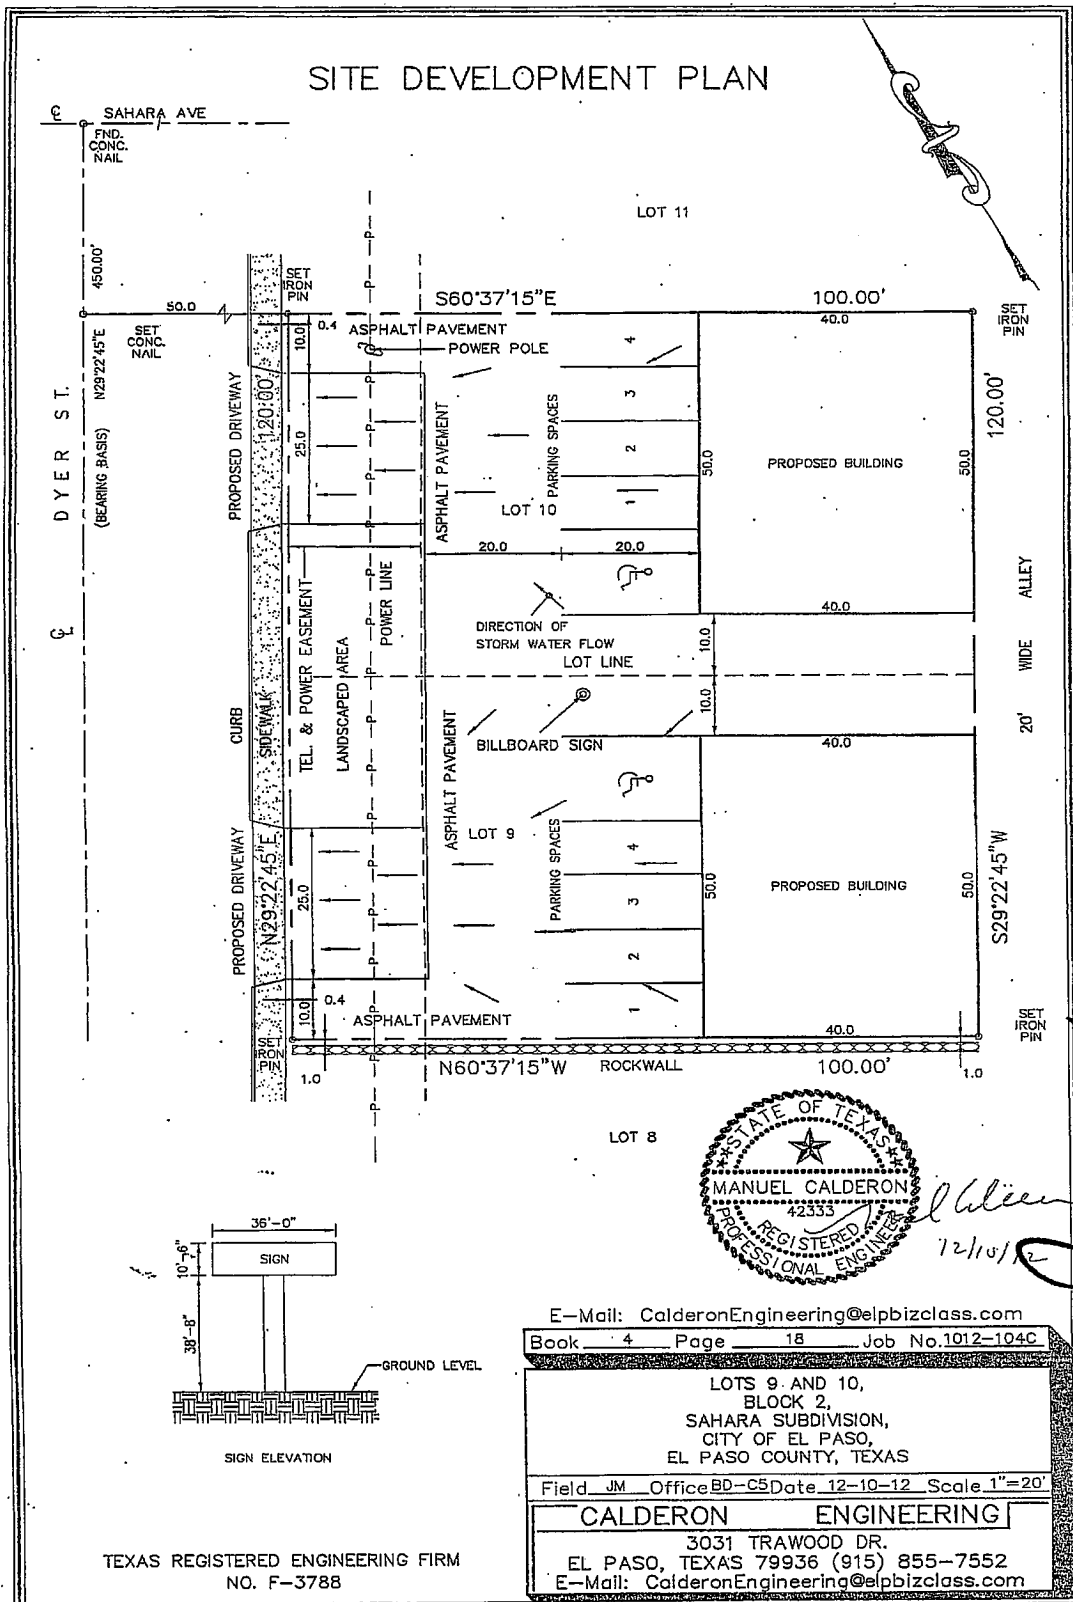 SITE DEVELOPMENT PLAN
℄ SAHARA AVE
FND.
CONC.
NAIL
LOT 11
450.00'
50.0
SET
IRON
PIN
S60°37'15"E
100.00'
SET
IRON
PIN
SET
CONC.
NAIL
N29°22'45"E
(BEARING BASIS)
DYER ST.
℄
0.4
ASPHALT PAVEMENT
POWER POLE
40.0
10.0
120.00'
120.00'
PROPOSED DRIVEWAY
25.0
ASPHALT PAVEMENT
PARKING SPACES
4
3
2
1
LOT 10
50.0
PROPOSED BUILDING
50.0
20.0
20.0
40.0
TEL. & POWER EASEMENT
LANDSCAPED AREA
POWER LINE
DIRECTION OF
STORM WATER FLOW
LOT LINE
10.0
10.0
20' WIDE ALLEY
CURB
SIDEWALK
BILLBOARD SIGN
40.0
ASPHALT PAVEMENT
LOT 9
PARKING SPACES
4
3
2
1
PROPOSED DRIVEWAY
N29°22'45"E
25.0
50.0
PROPOSED BUILDING
50.0
S29°22'45"W
0.4
10.0
ASPHALT PAVEMENT
40.0
SET
IRON
PIN
SET
IRON
PIN
1.0
N60°37'15"W
ROCKWALL
100.00'
1.0
P P P P P P P P P P P P P P
LOT 8
STATE OF TEXAS
MANUEL CALDERON
42333
REGISTERED
PROFESSIONAL ENGINEER
12/10/12
36'-0"
10'-6"
SIGN
38'-8"
GROUND LEVEL
SIGN ELEVATION
E-Mail: CalderonEngineering@elpbizclass.com
Book 4 Page 18 Job No. 1012-104C
LOTS 9 AND 10,
BLOCK 2,
SAHARA SUBDIVISION,
CITY OF EL PASO,
EL PASO COUNTY, TEXAS
Field JM Office BD-C5 Date 12-10-12 Scale 1"=20'
CALDERON ENGINEERING
3031 TRAWOOD DR.
EL PASO, TEXAS 79936 (915) 855-7552
E-Mail: CalderonEngineering@elpbizclass.com
TEXAS REGISTERED ENGINEERING FIRM
NO. F-3788